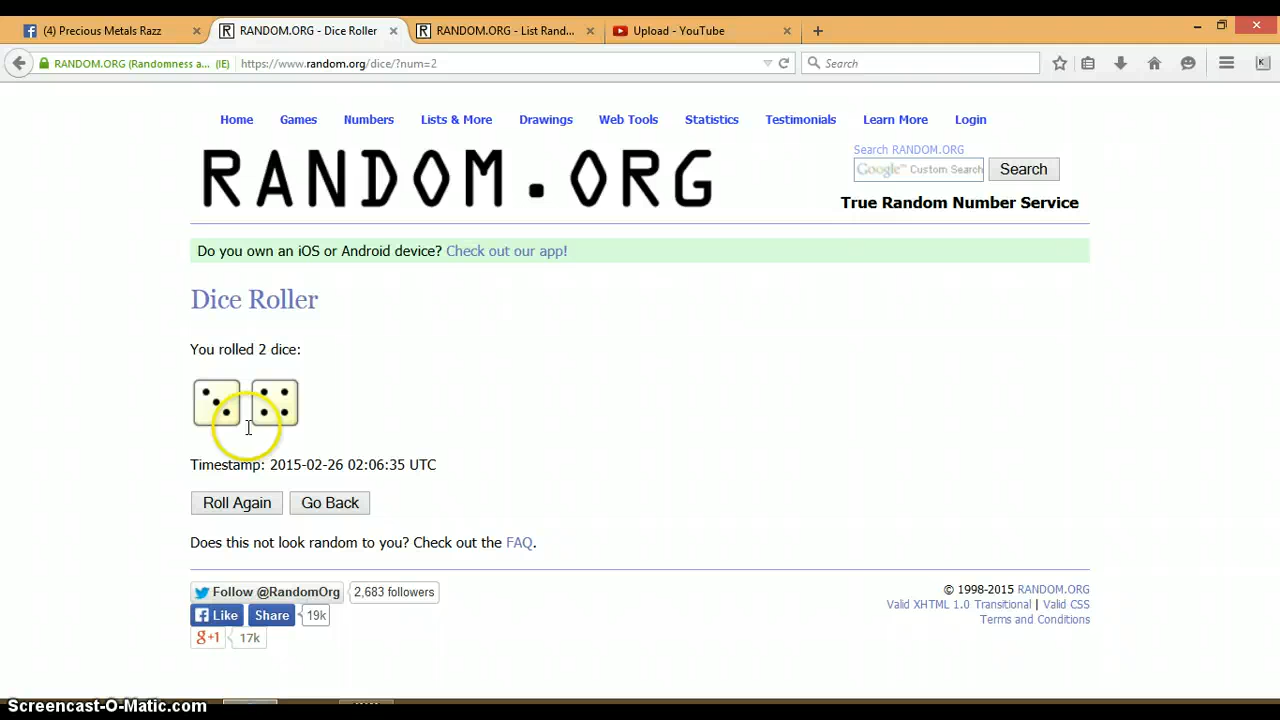 (4) Precious Metals Razz
RANDOM.ORG - Dice Roller
RANDOM.ORG - List Rand...
Upload - YouTube
RANDOM.ORG (Randomness a... (IE)
https://www.random.org/dice/?num=2
Search
Home Games Numbers Lists & More Drawings Web Tools Statistics Testimonials Learn More Login
RANDOM.ORG
Search RANDOM.ORG
Google™ Custom Search
Search
True Random Number Service
Do you own an iOS or Android device? Check out our app!
Dice Roller
You rolled 2 dice:
Timestamp: 2015-02-26 02:06:35 UTC
Roll Again
Go Back
Does this not look random to you? Check out the FAQ.
Follow @RandomOrg
2,683 followers
Like
Share
19k
g+1
17k
© 1998-2015 RANDOM.ORG
Valid XHTML 1.0 Transitional | Valid CSS
Terms and Conditions
Screencast-O-Matic.com